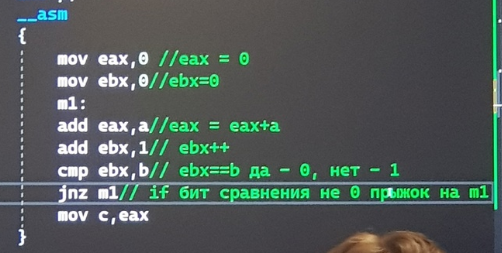 __asm
{
mov eax,0 //eax = 0
mov ebx,0//ebx=0
m1:
add eax,a//eax = eax+a
add ebx,1// ebx++
cmp ebx,b// ebx==b да - 0, нет - 1
jnz m1// if бит сравнения не 0 прыжок на m1
mov c,eax
}